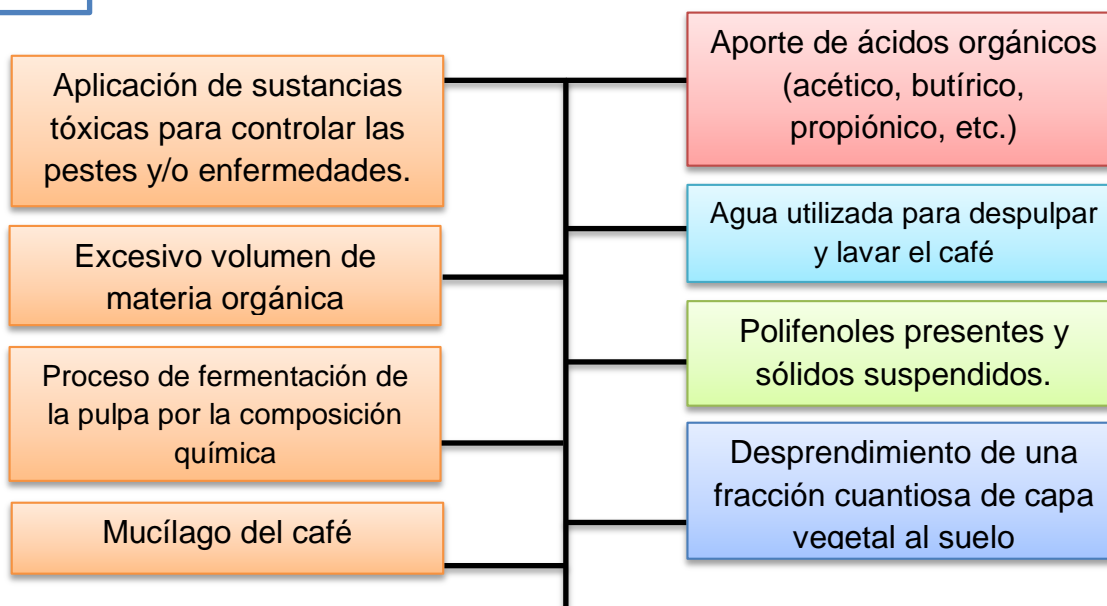 Aplicación de sustancias
tóxicas para controlar las
pestes y/o enfermedades.
Excesivo volumen de
materia orgánica
Proceso de fermentación de
la pulpa por la composición
química
Mucílago del café
Aporte de ácidos orgánicos
(acético, butírico,
propiónico, etc.)
Agua utilizada para despulpar
y lavar el café
Polifenoles presentes y
sólidos suspendidos.
Desprendimiento de una
fracción cuantiosa de capa
vegetal al suelo